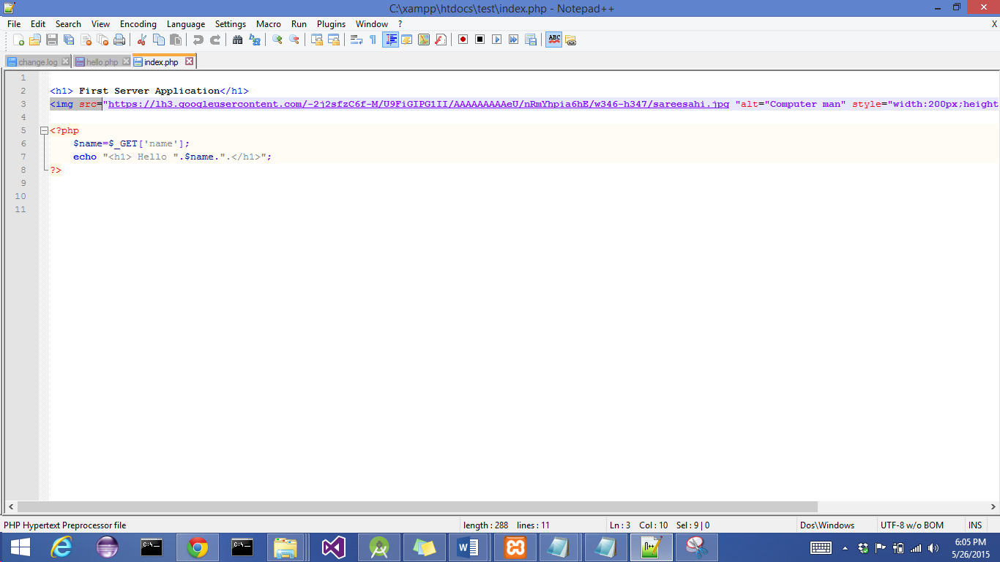 C:\xampp\htdocs\test\index.php - Notepad++
File Edit Search View Encoding Language Settings Macro Run Plugins Window ? X
change.log hello.php index.php
1
2 <h1> First Server Application</h1>
3 <img src="https://lh3.googleusercontent.com/-2j2sfzC6f-M/U9FiGIPG1II/AAAAAAAAAeU/nRmYhpia6hE/w346-h347/sareesahi.jpg "alt="Computer man" style="width:200px;height
4
5 <?php
6 $name=$_GET['name'];
7 echo "<h1> Hello ".$name.".</h1>";
8 ?>
9
10
11
PHP Hypertext Preprocessor file length : 288 lines : 11 Ln : 3 Col : 10 Sel : 9 | 0 Dos\Windows UTF-8 w/o BOM INS
6:05 PM
5/26/2015